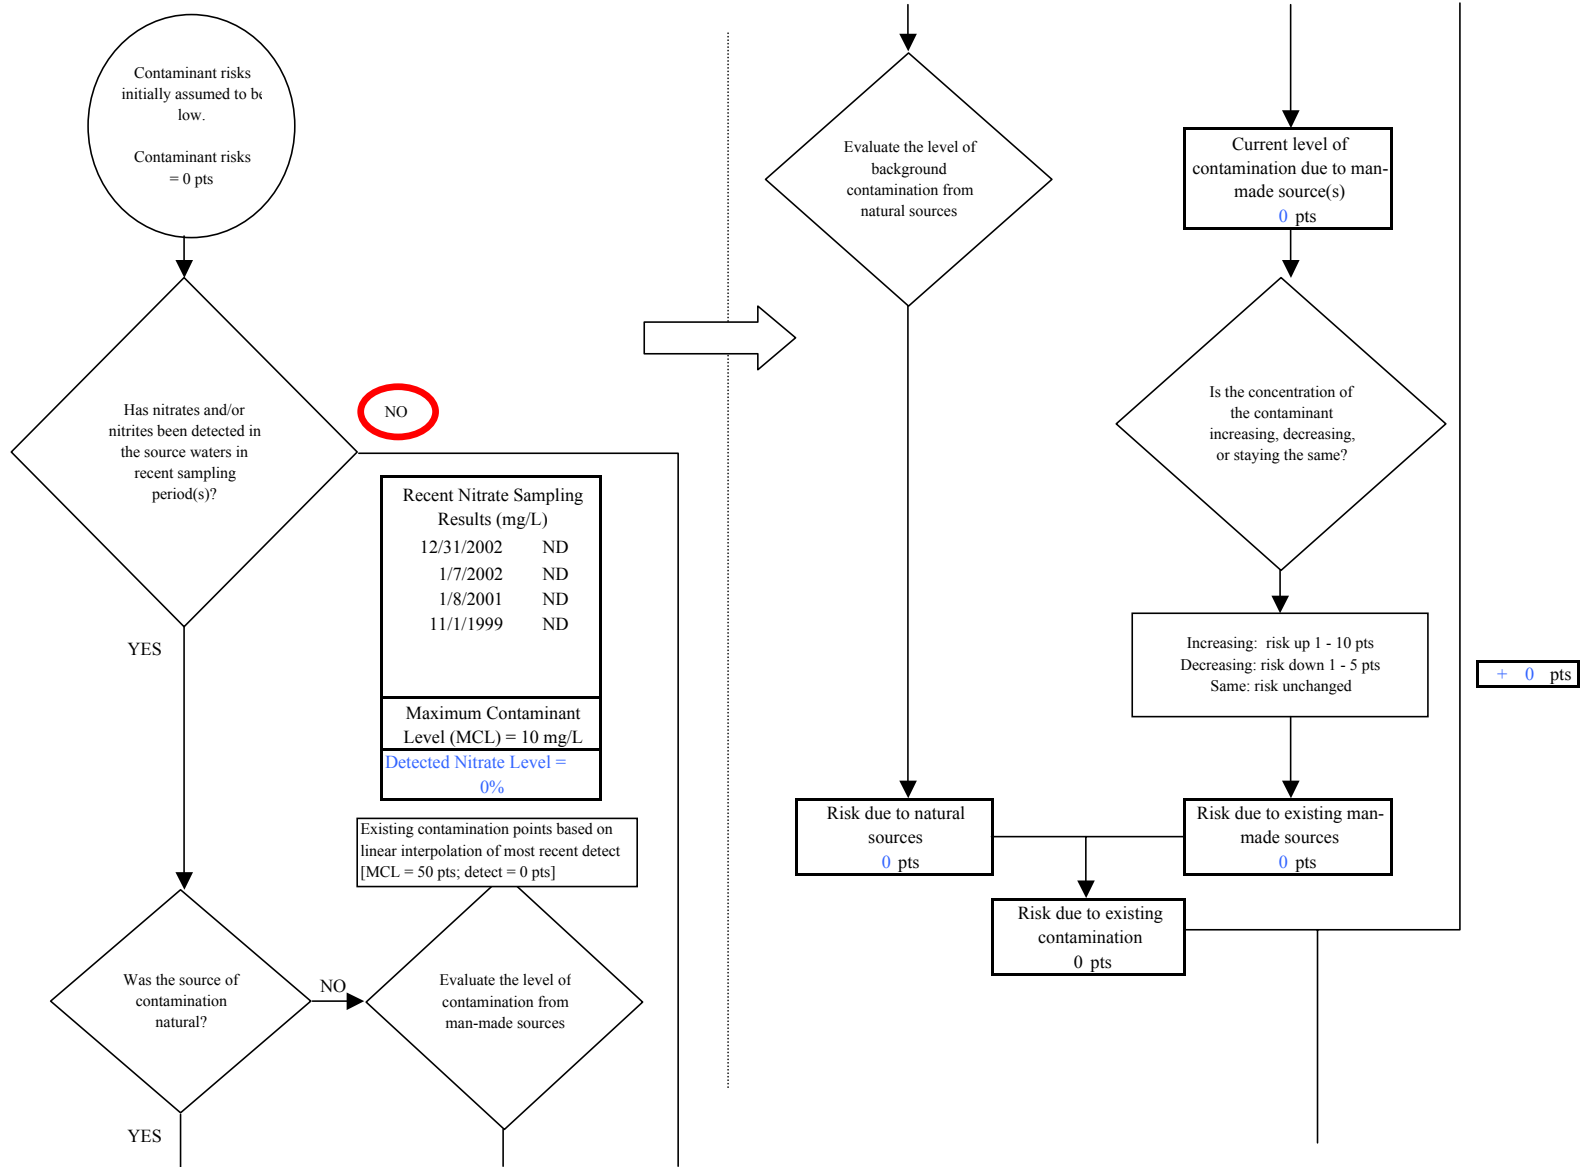 Contaminant risks
initially assumed to be
low.
Contaminant risks
= 0 pts
Has nitrates and/or
nitrites been detected in
the source waters in
recent sampling
period(s)?
NO
Recent Nitrate Sampling
Results (mg/L)
12/31/2002 ND
1/7/2002 ND
1/8/2001 ND
11/1/1999 ND
Maximum Contaminant
Level (MCL) = 10 mg/L
Detected Nitrate Level =
0%
YES
Existing contamination points based on
linear interpolation of most recent detect
[MCL = 50 pts; detect = 0 pts]
Was the source of
contamination
natural?
NO
Evaluate the level of
contamination from
man-made sources
YES
Evaluate the level of
background
contamination from
natural sources
Current level of
contamination due to man-
made source(s)
0 pts
Is the concentration of
the contaminant
increasing, decreasing,
or staying the same?
Increasing: risk up 1 - 10 pts
Decreasing: risk down 1 - 5 pts
Same: risk unchanged
+ 0 pts
Risk due to natural
sources
0 pts
Risk due to existing man-
made sources
0 pts
Risk due to existing
contamination
0 pts